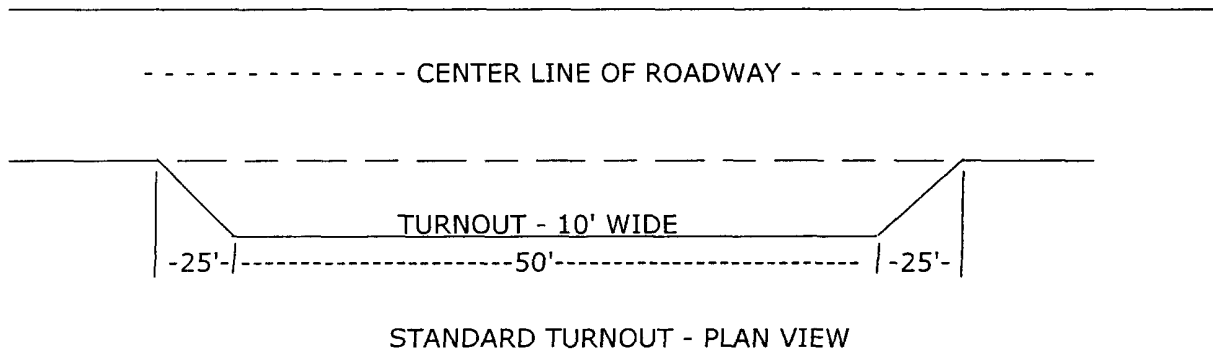 - - - - - - - - - - - - - CENTER LINE OF ROADWAY - - - - - - - - - - - - -
TURNOUT - 10' WIDE
-25'- -----------------------50'------------------------- -25'-
STANDARD TURNOUT - PLAN VIEW